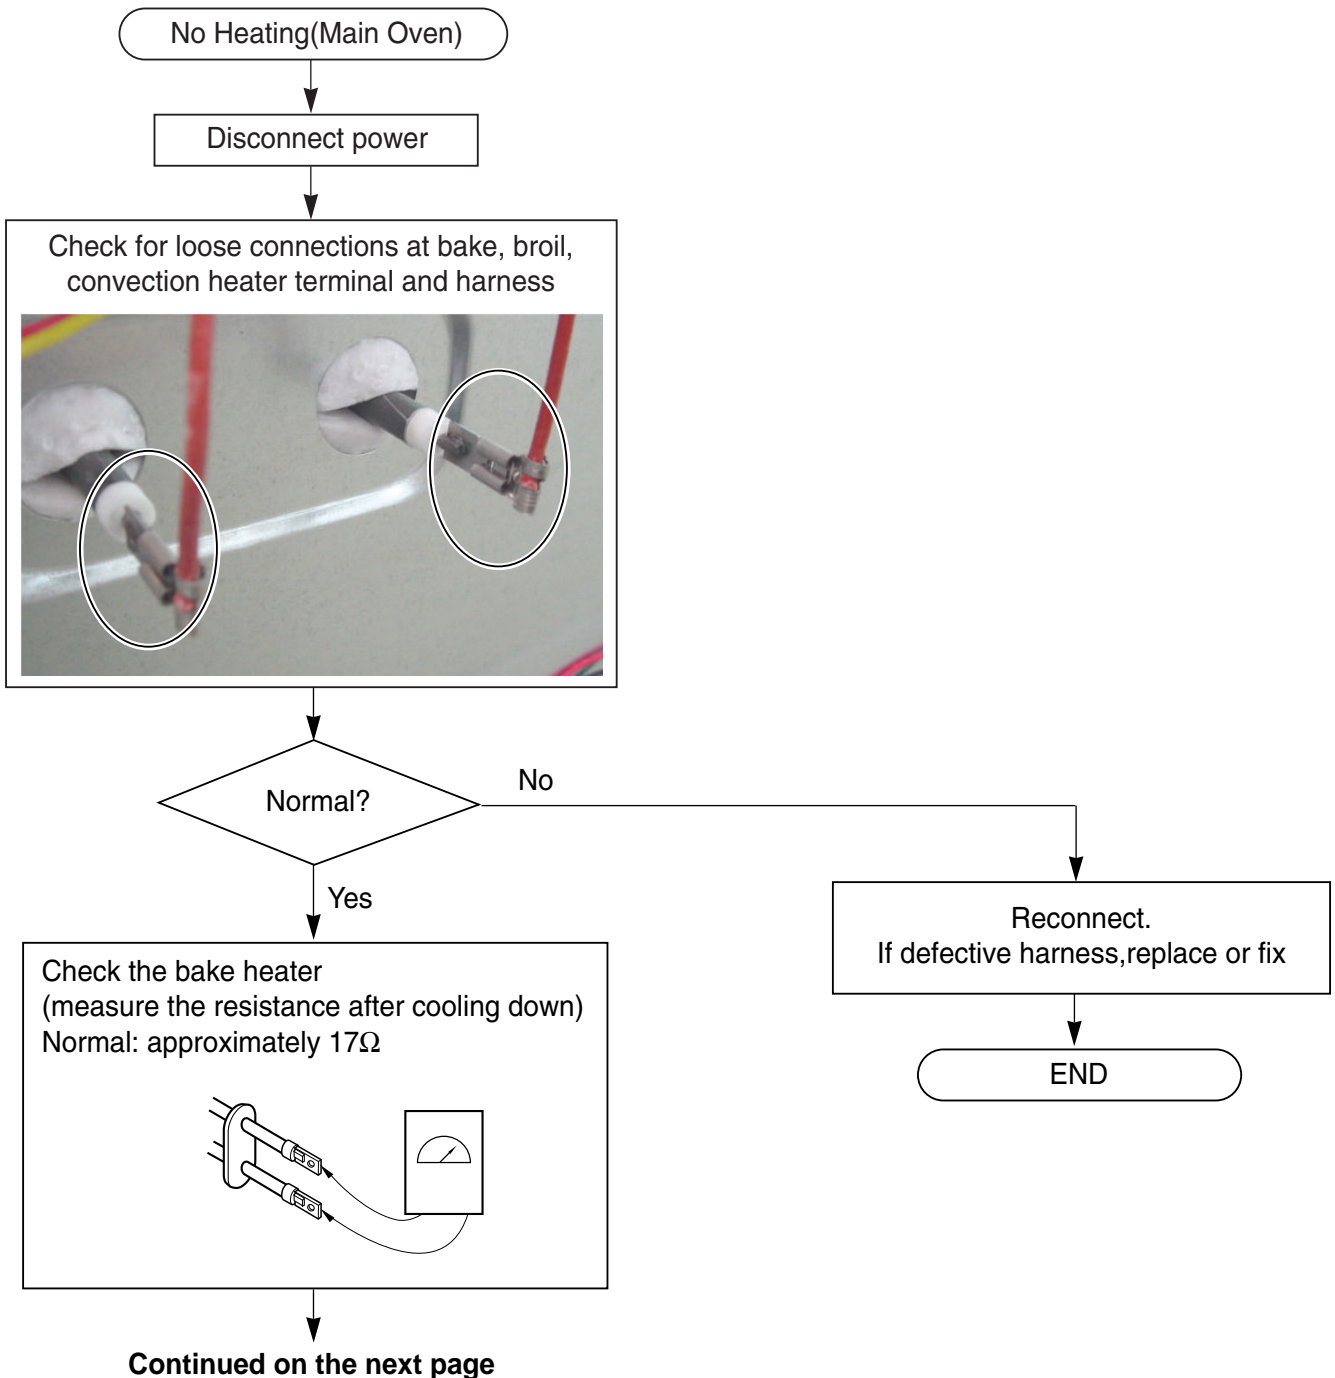 No Heating(Main Oven)
Disconnect power
Check for loose connections at bake, broil,
convection heater terminal and harness
Normal?
No
Yes
Reconnect.
If defective harness,replace or fix
END
Check the bake heater
(measure the resistance after cooling down)
Normal: approximately 17Ω
Continued on the next page